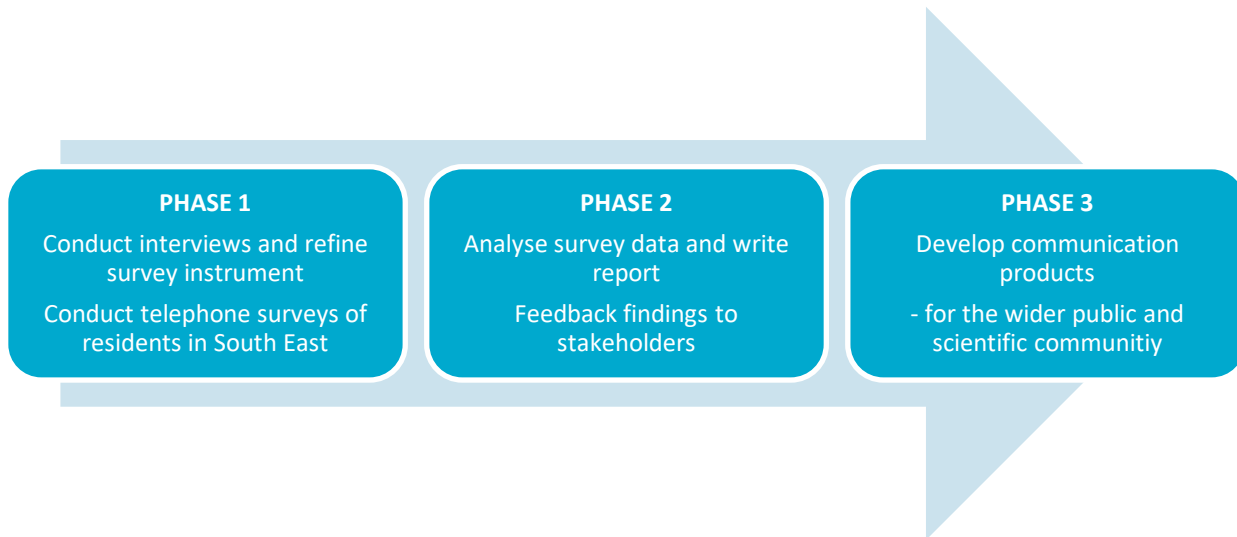 PHASE 1
Conduct interviews and refine
survey instrument
Conduct telephone surveys of
residents in South East
PHASE 2
Analyse survey data and write
report
Feedback findings to
stakeholders
PHASE 3
Develop communication
products
- for the wider public and
scientific communitiy